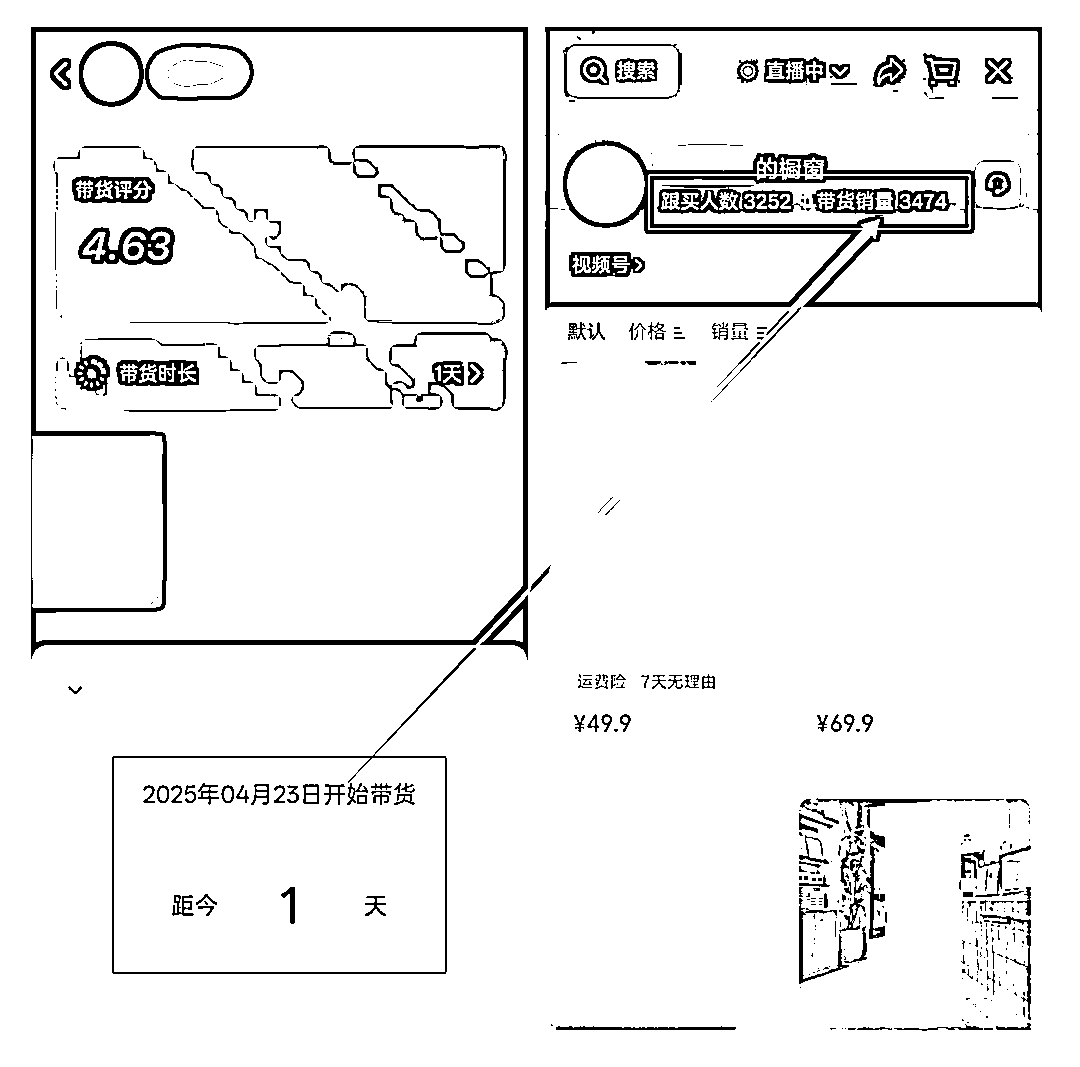 带货评分
4.63
带货时长
1天
2025年04月23日开始带货
距今 1 天
搜索
直播中
的橱窗
跟买人数 3252
带货销量 3474
视频号
默认 价格 销量
运费险 7天无理由
¥49.9 ¥69.9